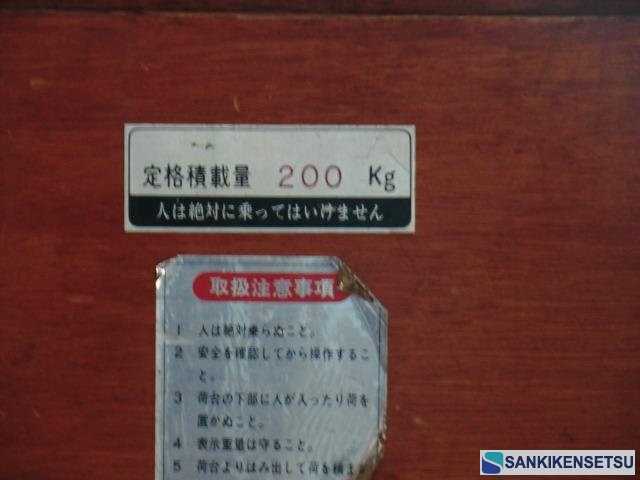 定格積載量 200 Kg
人は絶対に乗ってはいけません
取扱注意事項
1 人は絶対乗らぬこと。
2 安全を確認してから操作するこ
と。
3 荷台の下部に人が入ったり荷を
置かぬこと。
4 表示重量は守ること。
5 荷台よりはみ出して荷を積ま
SANKIKENSETSU